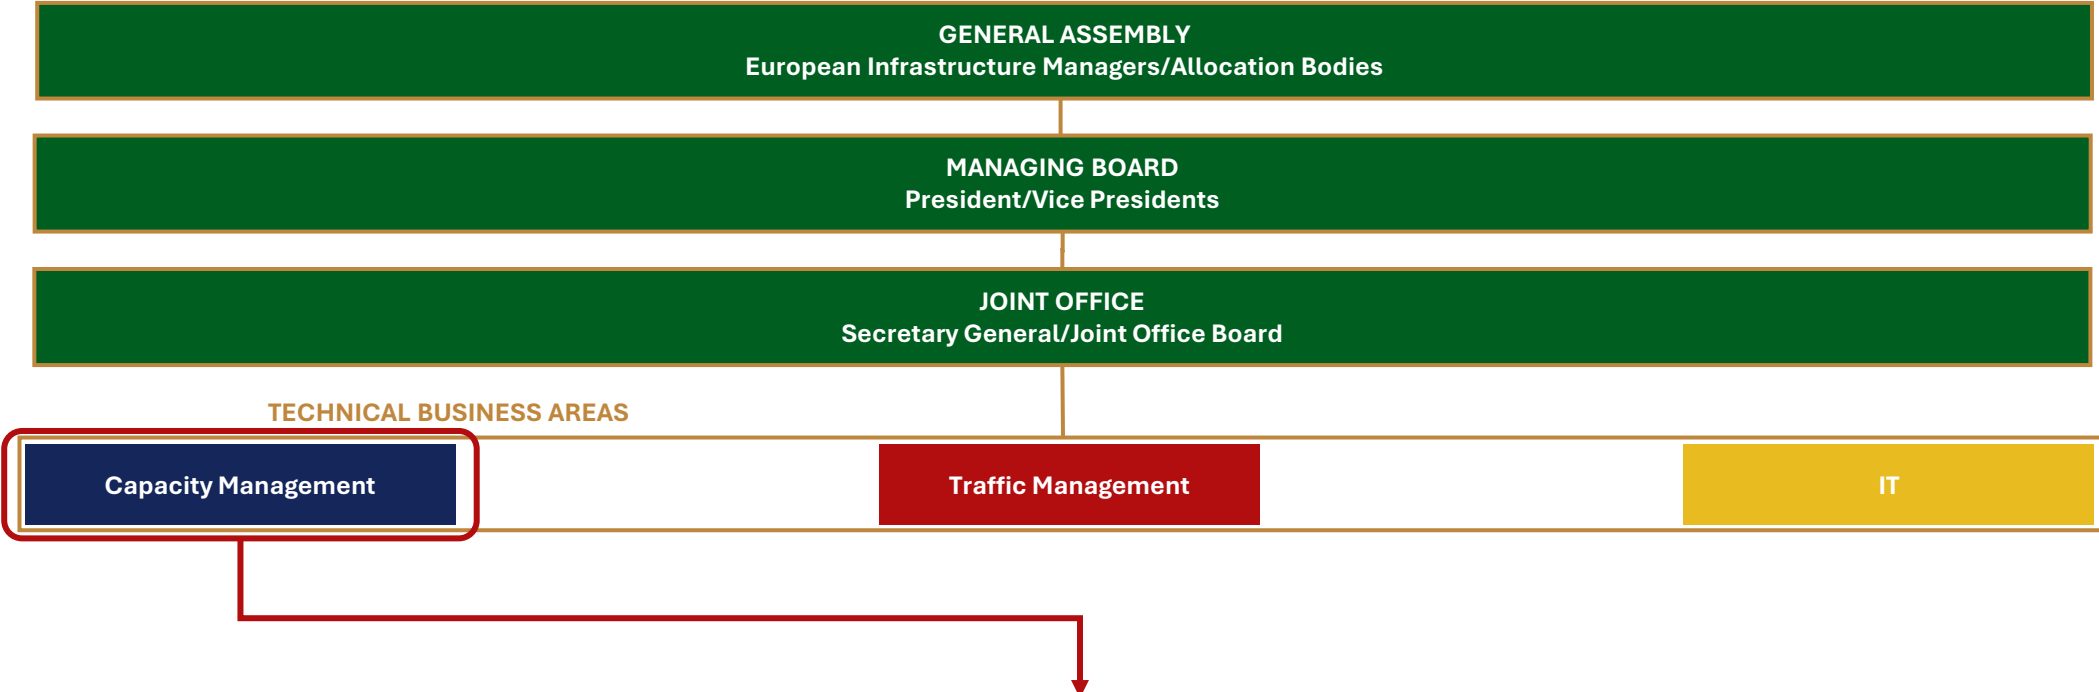 GENERAL ASSEMBLY
European Infrastructure Managers/Allocation Bodies
MANAGING BOARD
President/Vice Presidents
JOINT OFFICE
Secretary General/Joint Office Board
TECHNICAL BUSINESS AREAS
Capacity Management
Traffic Management
IT